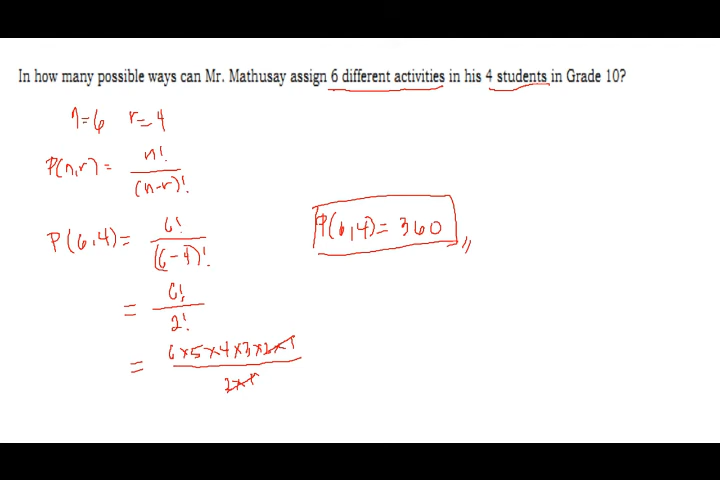 In how many possible ways can Mr. Mathusay assign 6 different activities in his 4 students in Grade 10?
n=6 r=4
P(n,r) = n!/(n-r)!
P(6,4) = 6!/(6-4)!
= 6!/2!
= 6×5×4×3×2×1/2×1
P(6,4) = 360